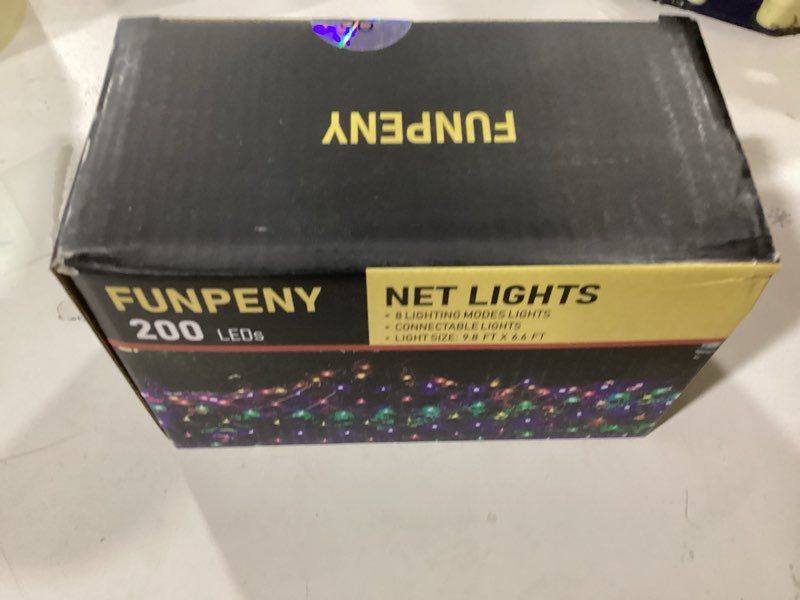 FUNPENY
FUNPENY
200 LEDs
NET LIGHTS
• 8 LIGHTING MODES LIGHTS
• CONNECTABLE LIGHTS
• LIGHT SIZE: 9.8 FT X 6.6 FT